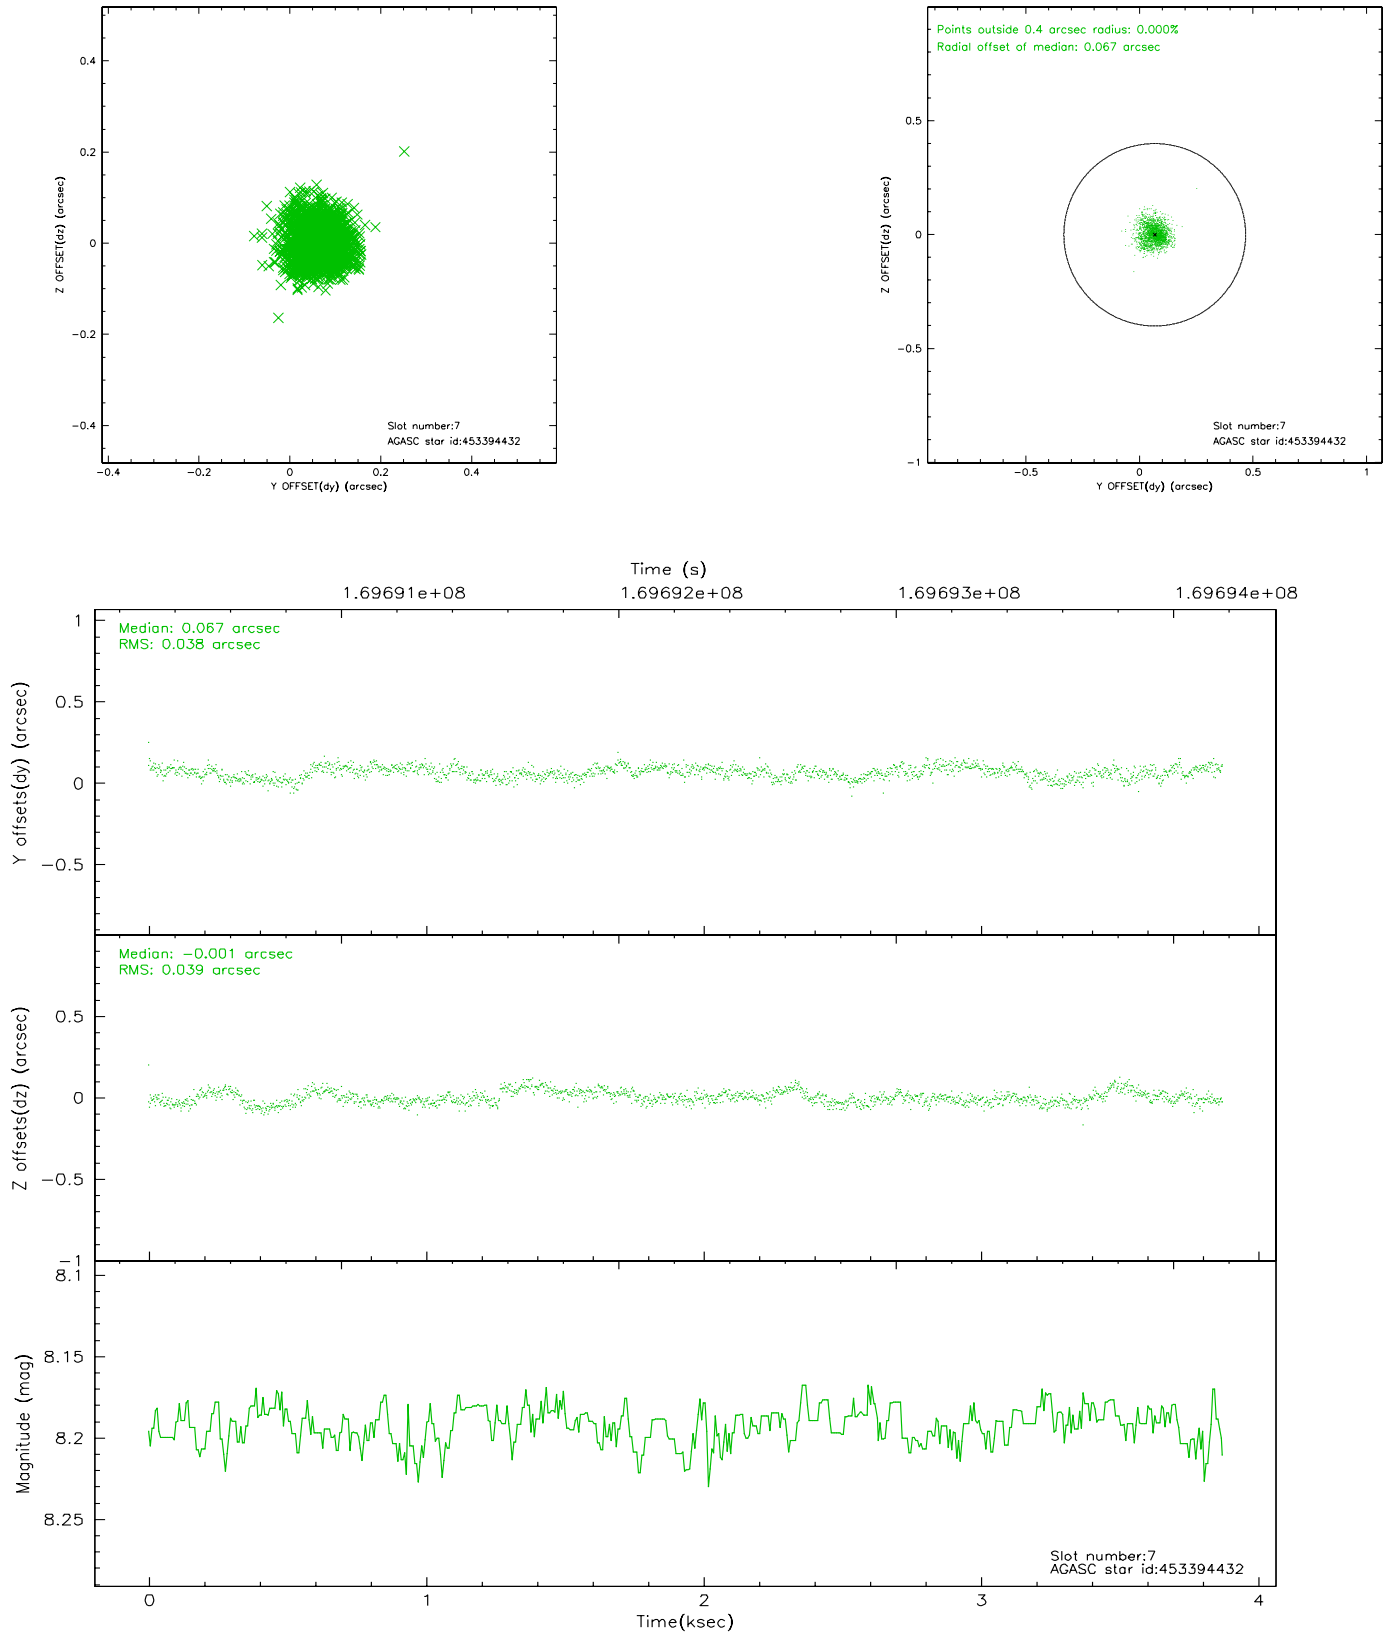 0.4
0.2
0
−0.2
−0.4
Z OFFSET(dz) (arcsec)
−0.4 −0.2 0 0.2 0.4
Y OFFSET(dy) (arcsec)
Slot number:7
AGASC star id:453394432
Points outside 0.4 arcsec radius: 0.000%
Radial offset of median: 0.067 arcsec
0.5
0
−0.5
−1
Z OFFSET(dz) (arcsec)
−0.5 0 0.5 1
Y OFFSET(dy) (arcsec)
Slot number:7
AGASC star id:453394432
Time (s)
1.69691e+08 1.69692e+08 1.69693e+08 1.69694e+08
Median: 0.067 arcsec
RMS: 0.038 arcsec
1
0.5
0
−0.5
Y offsets(dy) (arcsec)
Median: −0.001 arcsec
RMS: 0.039 arcsec
0.5
0
−0.5
−1
Z offsets(dz) (arcsec)
8.1
8.15
8.2
8.25
Magnitude (mag)
Slot number:7
AGASC star id:453394432
0 1 2 3 4
Time(ksec)